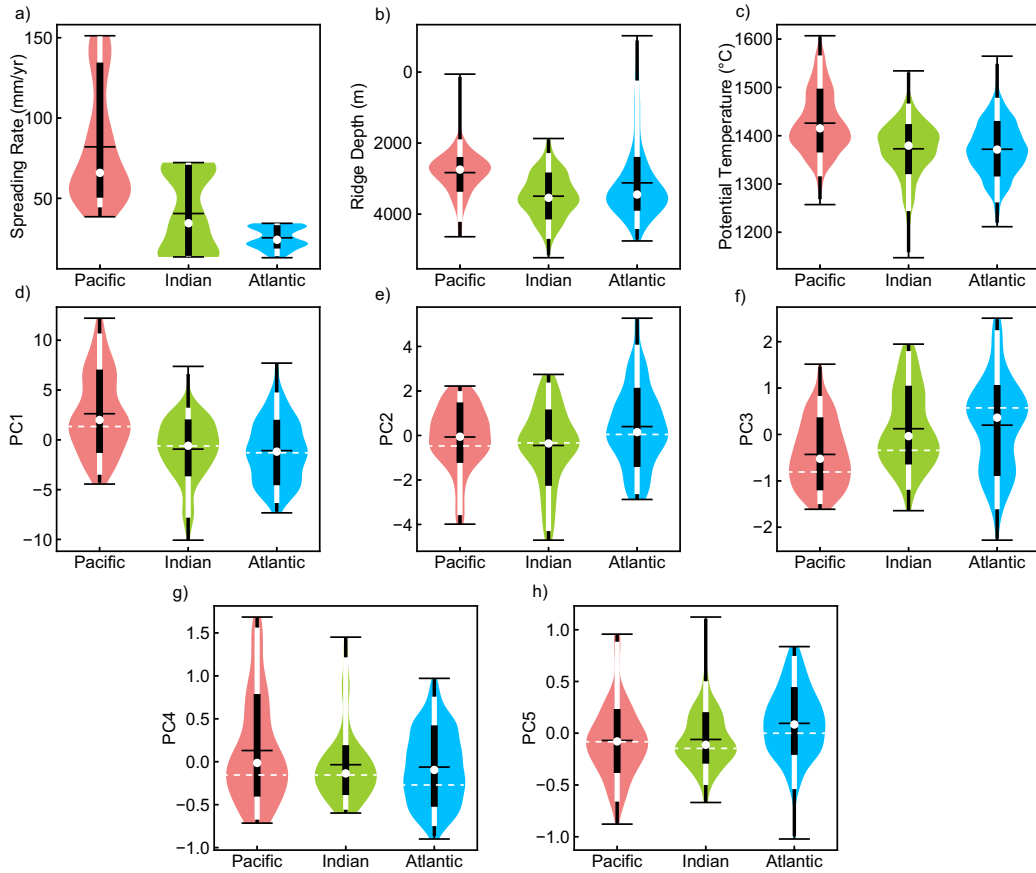 a)
Spreading Rate (mm/yr)
150
100
50
Pacific Indian Atlantic
b)
Ridge Depth (m)
0
2000
4000
Pacific Indian Atlantic
c)
Potential Temperature (°C)
1600
1500
1400
1300
1200
Pacific Indian Atlantic
d)
PC1
10
5
0
−5
−10
Pacific Indian Atlantic
e)
PC2
4
2
0
−2
−4
Pacific Indian Atlantic
f)
PC3
2
1
0
−1
−2
Pacific Indian Atlantic
g)
PC4
1.5
1.0
0.5
0.0
−0.5
−1.0
Pacific Indian Atlantic
h)
PC5
1.0
0.5
0.0
−0.5
−1.0
Pacific Indian Atlantic